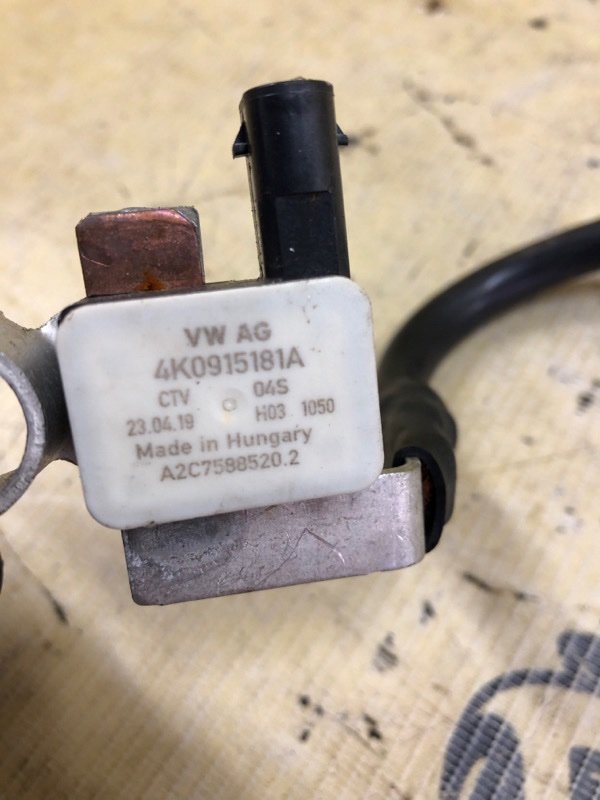 VW AG
4K0915181A
CTV 04S
23.04.19 H03 1050
Made in Hungary
A2C7588520.2